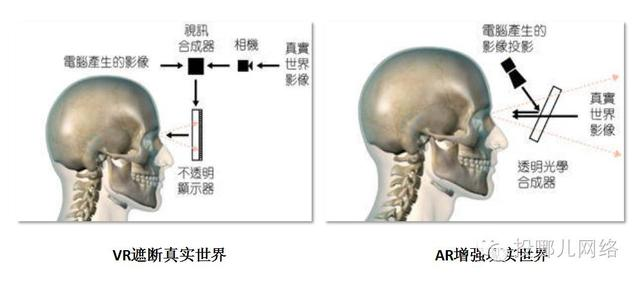 電腦產生的影像
視訊
合成器
相機
真實
世界
影像
不透明
顯示器
VR遮断真实世界
電腦產生的
影像投影
真實
世界
影像
透明光學
合成器
AR增强现实世界
投哪儿网络